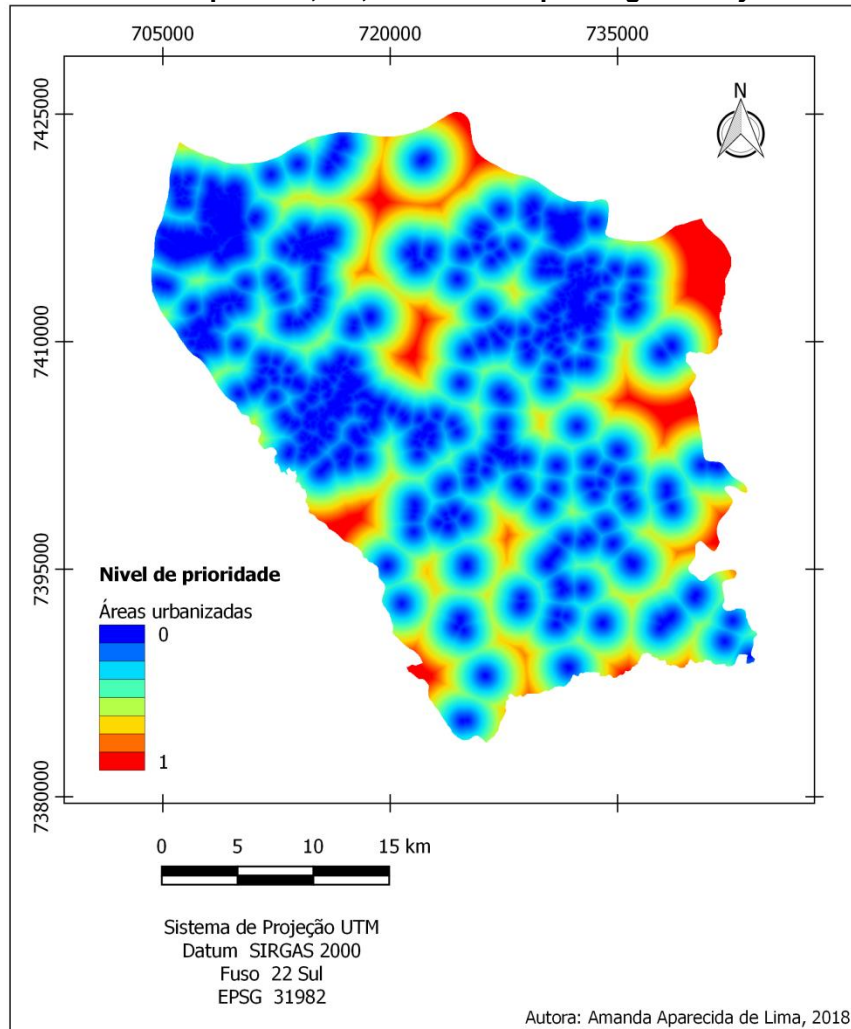 705000 720000 735000
N
7425000
7410000
7395000
7380000
Nivel de prioridade
Áreas urbanizadas
0
1
0 5 10 15 km
Sistema de Projeção UTM
Datum SIRGAS 2000
Fuso 22 Sul
EPSG 31982
Autora: Amanda Aparecida de Lima, 2018